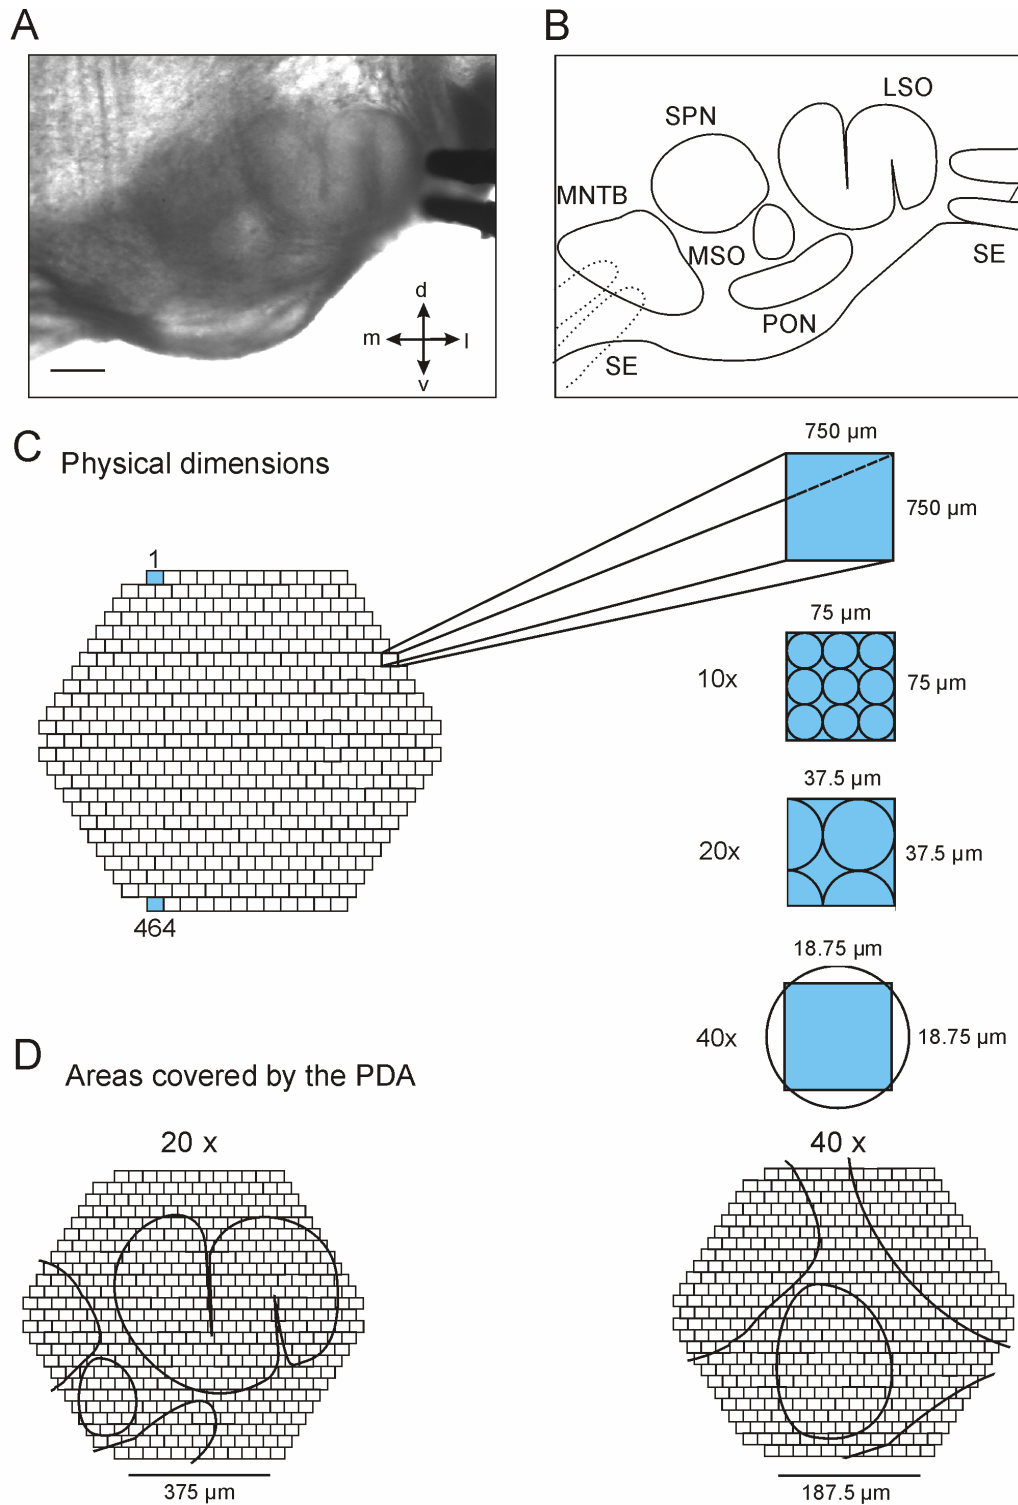 A
B
d
m
l
v
LSO
SPN
MNTB
MSO
SE
PON
SE
C
Physical dimensions
750 µm
750 µm
1
75 µm
10x
75 µm
37.5 µm
20x
37.5 µm
464
18.75 µm
40x
18.75 µm
D
Areas covered by the PDA
20 x
40 x
375 µm
187.5 µm